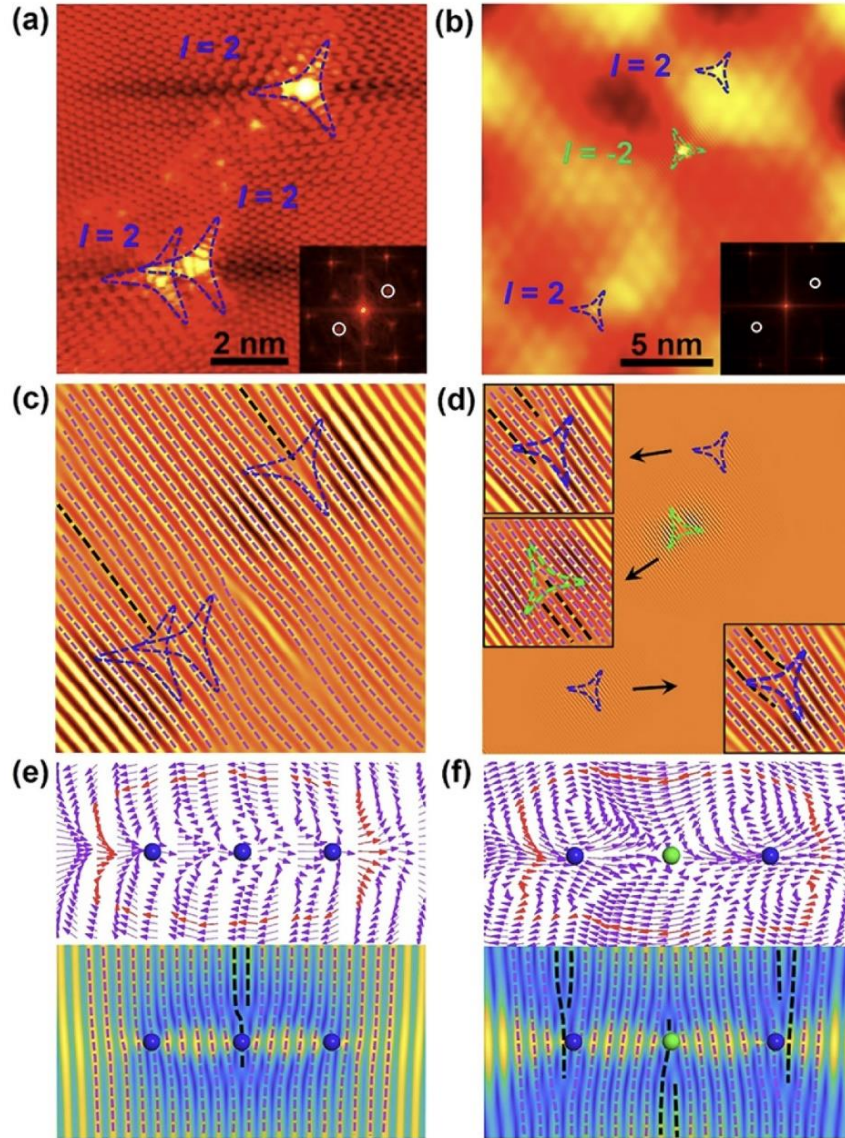 (a)
l = 2
l = 2
l = 2
2 nm
(b)
l = 2
l = -2
l = 2
5 nm
(c)
(d)
(e)
(f)